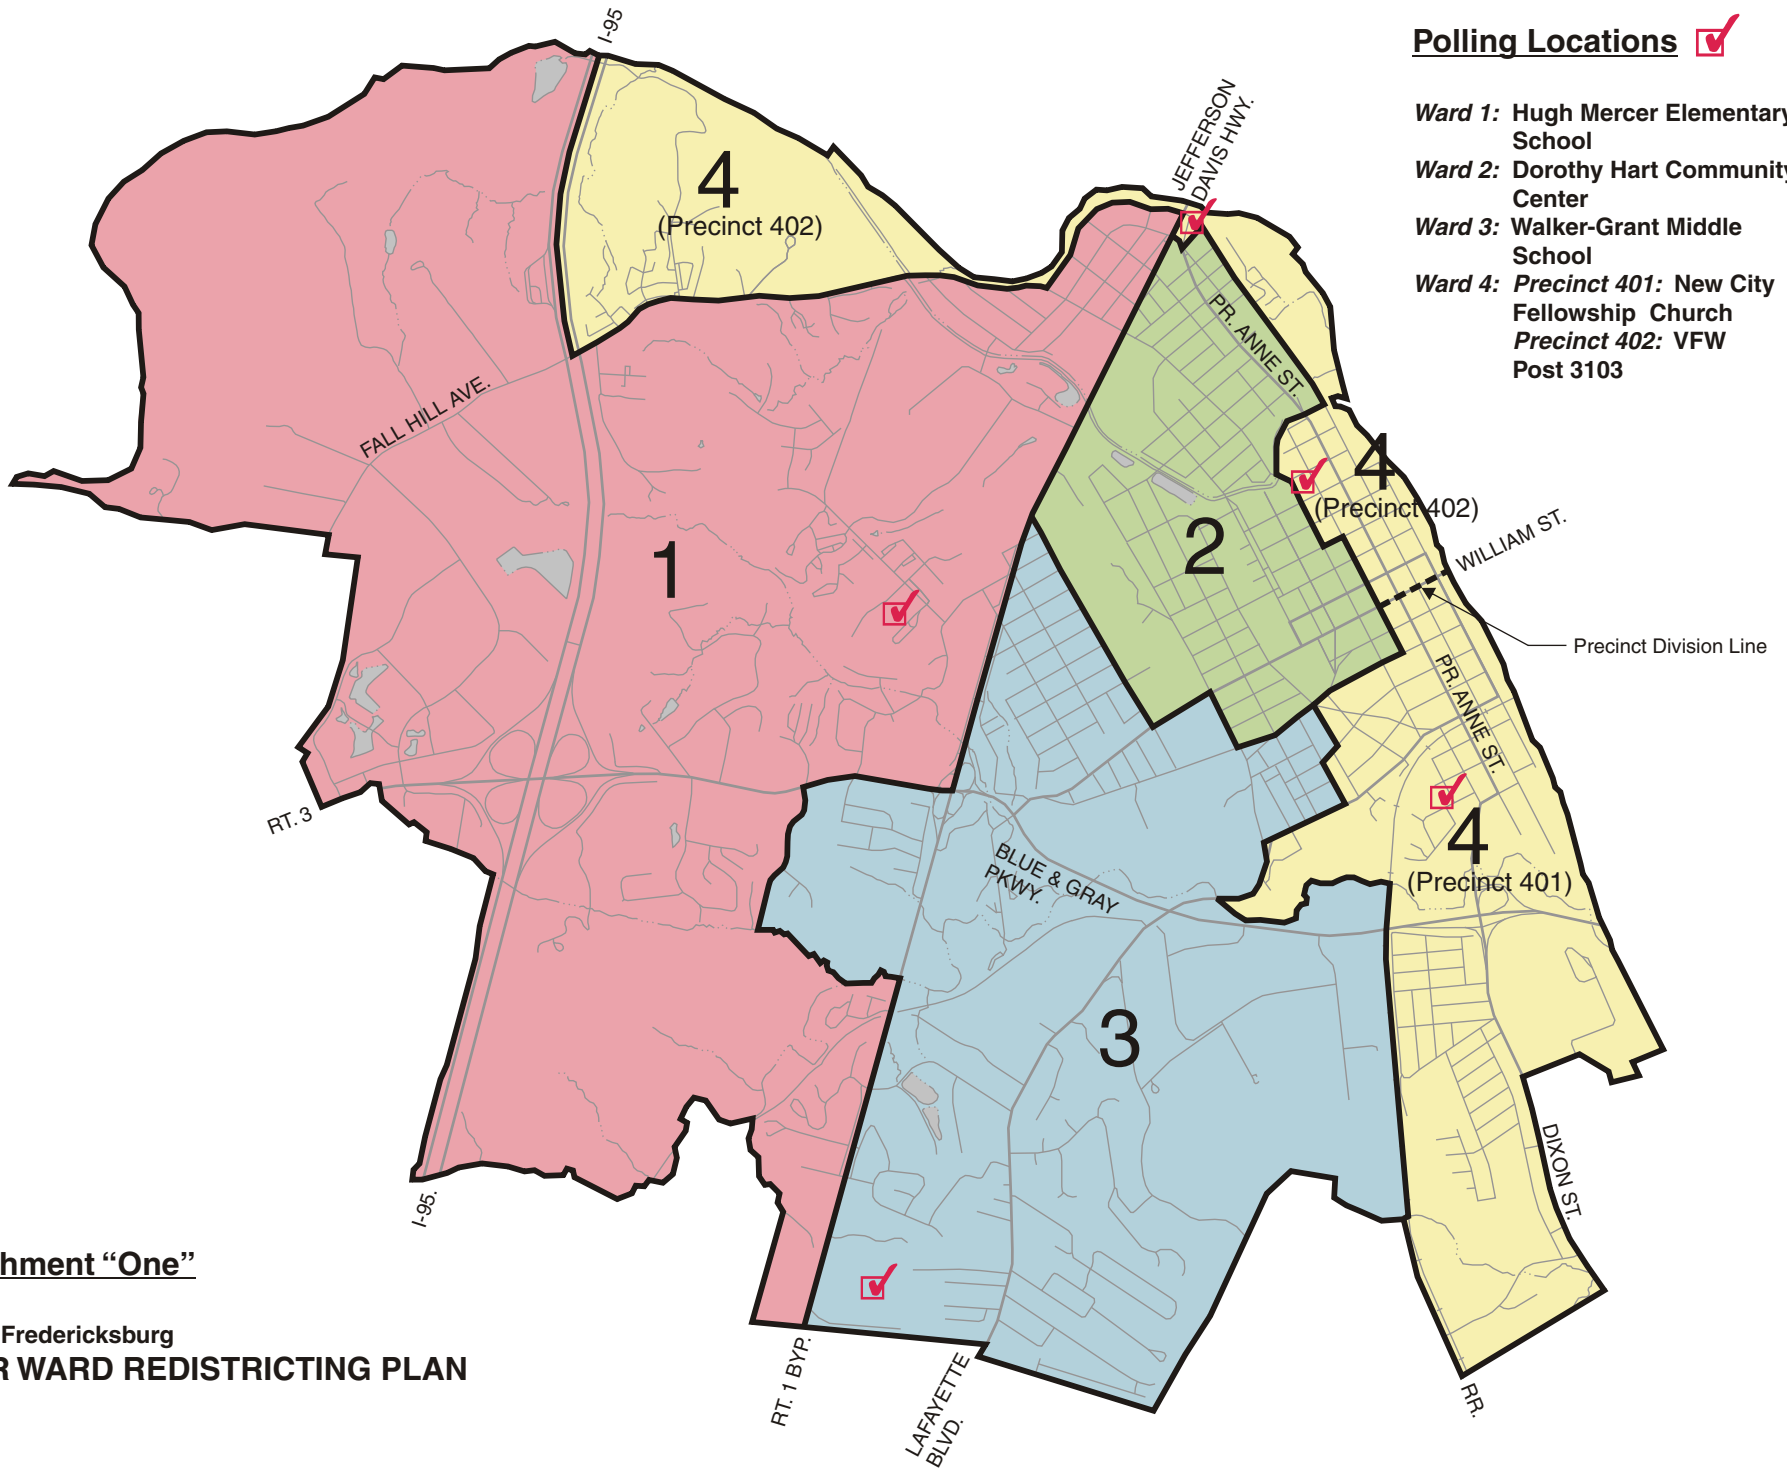 I-95
JEFFERSON
DAVIS HWY.
Polling Locations
Ward 1: Hugh Mercer Elementary
School
Ward 2: Dorothy Hart Community
Center
Ward 3: Walker-Grant Middle
School
Ward 4: Precinct 401: New City
Fellowship Church
Precinct 402: VFW
Post 3103
4
(Precinct 402)
PR. ANNE ST.
FALL HILL AVE.
4
(Precinct 402)
WILLIAM ST.
2
1
Precinct Division Line
PR. ANNE ST.
RT. 3
BLUE & GRAY
PKWY.
4
(Precinct 401)
3
DIXON ST.
I-95.
hment “One”
Fredericksburg
R WARD REDISTRICTING PLAN
RT. 1 BYP.
LAFAYETTE
BLVD.
RR.